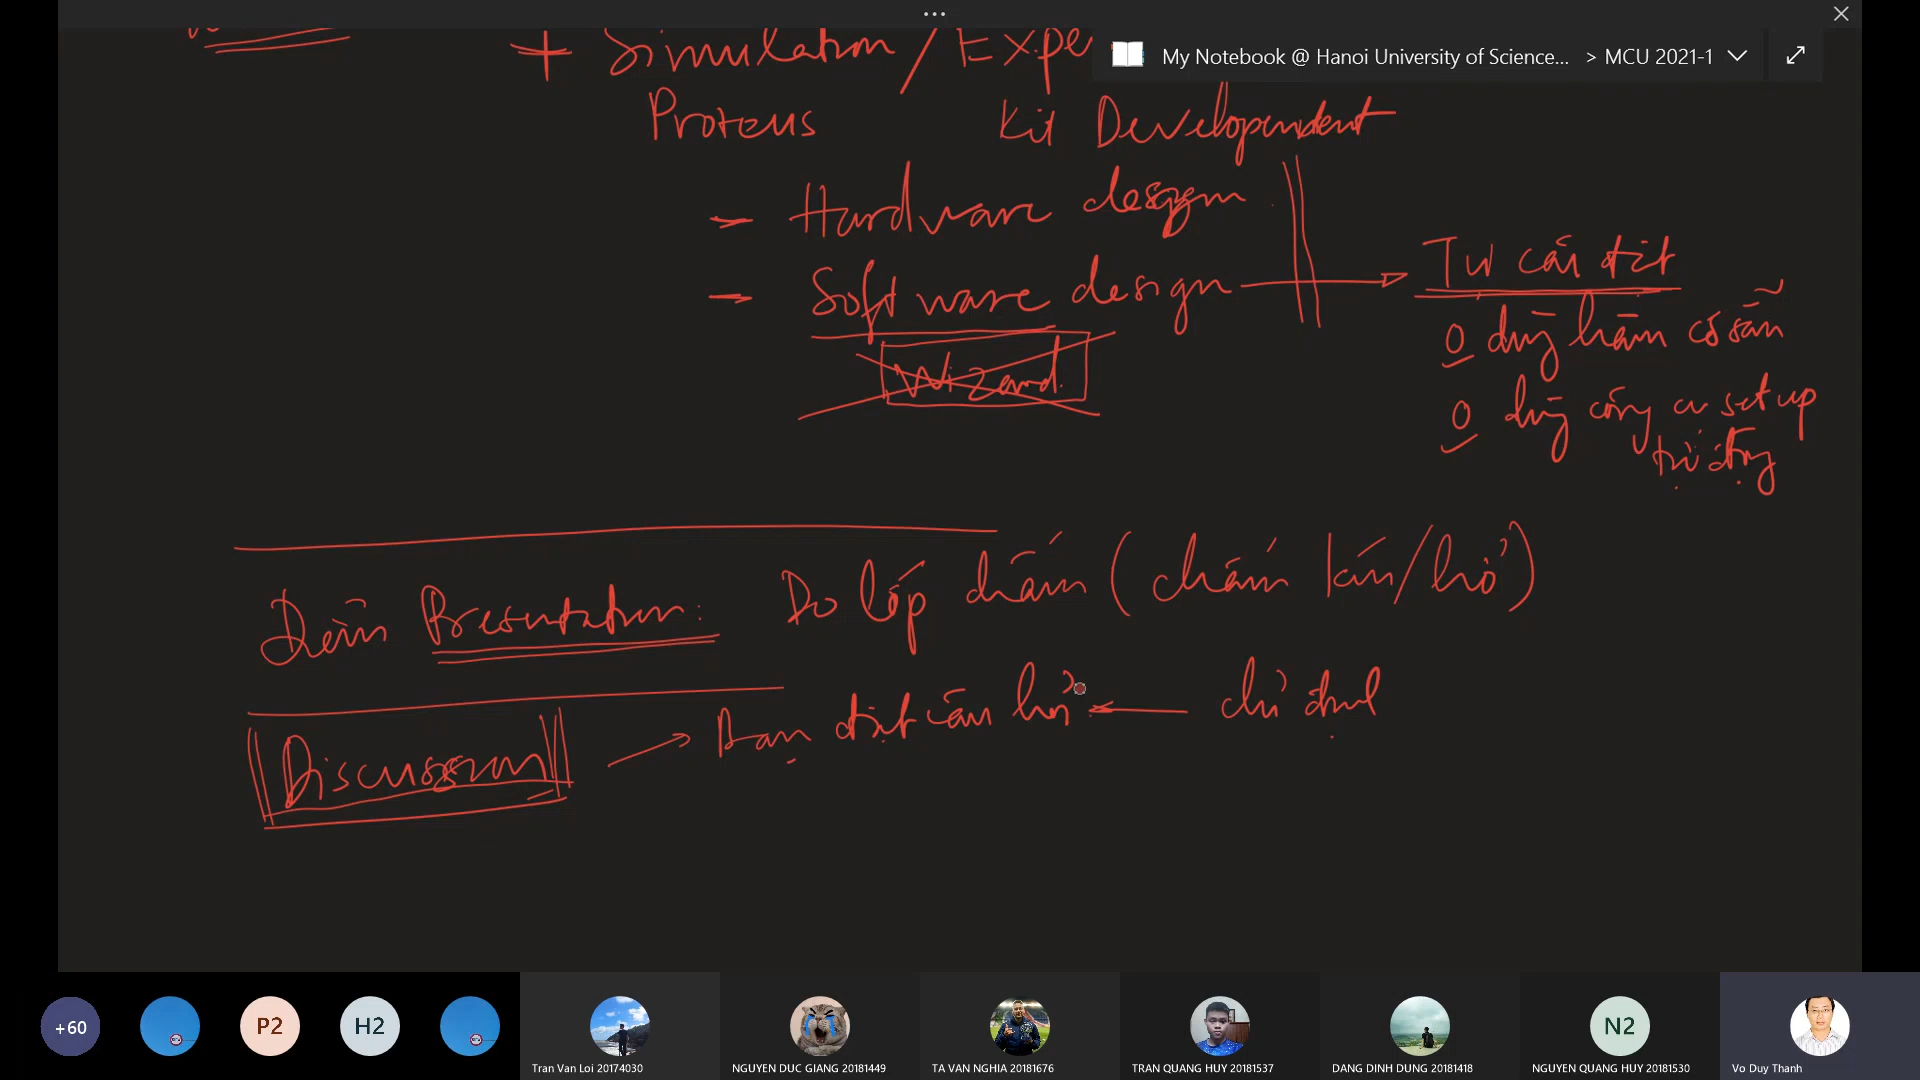 My Notebook @ Hanoi University of Science... > MCU 2021-1
+ Simulation / Expe
Proteus Kit Development
- Hardware design
- Software design → Tự cài đặt
Wizard
o dùng hàm có sẵn
o dùng công cụ set up
tự động
Điểm Presentation: Do lớp chấm (chấm kín/hở)
Discussion → Bạn đặt câu hỏi ←
+60
P2
H2
Tran Van Loi 20174030
NGUYEN DUC GIANG 20181449
TA VAN NGHIA 20181676
TRAN QUANG HUY 20181537
DANG DINH DUNG 20181418
N2
NGUYEN QUANG HUY 20181530
Vo Duy Thanh